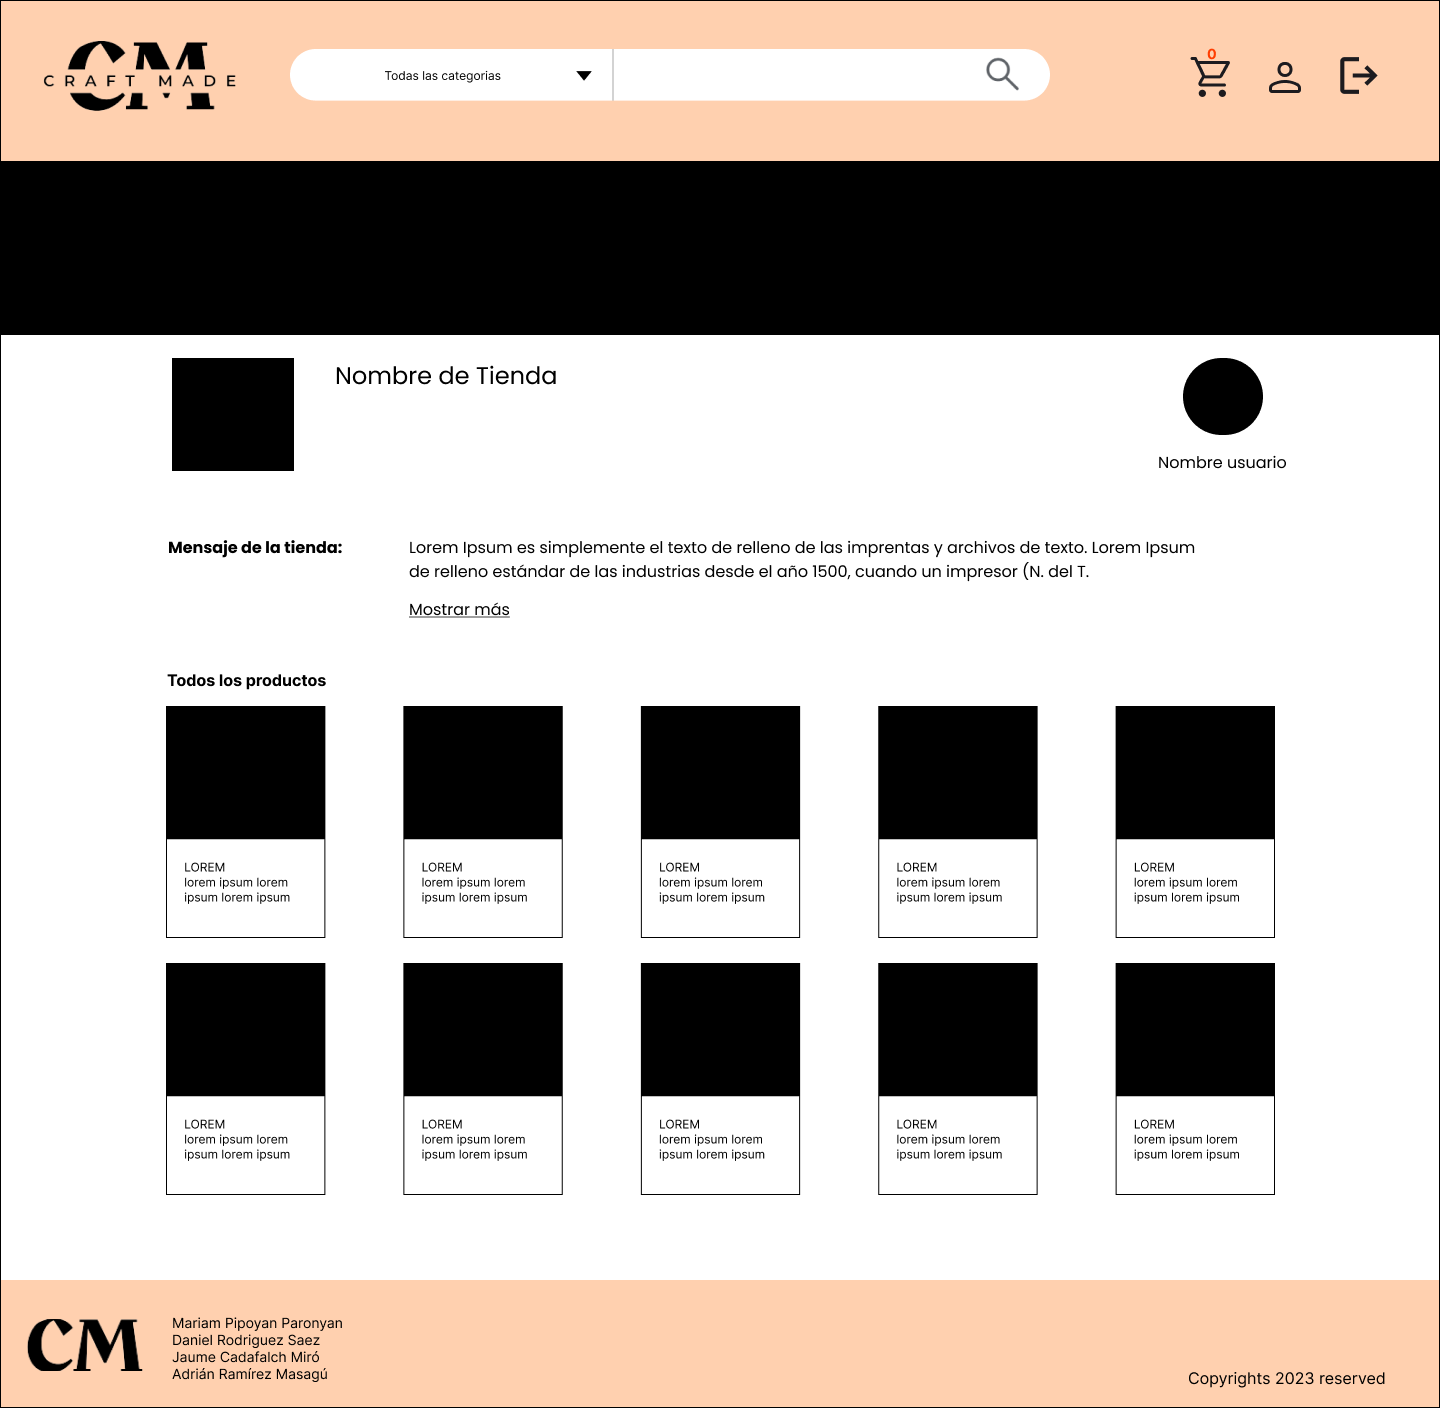 CM
CRAFT MADE
Todas las categorias
0
Nombre de Tienda
Nombre usuario
Mensaje de la tienda:
Lorem Ipsum es simplemente el texto de relleno de las imprentas y archivos de texto. Lorem Ipsum
de relleno estándar de las industrias desde el año 1500, cuando un impresor (N. del T.
Mostrar más
Todos los productos
LOREM
lorem ipsum lorem
ipsum lorem ipsum
LOREM
lorem ipsum lorem
ipsum lorem ipsum
LOREM
lorem ipsum lorem
ipsum lorem ipsum
LOREM
lorem ipsum lorem
ipsum lorem ipsum
LOREM
lorem ipsum lorem
ipsum lorem ipsum
LOREM
lorem ipsum lorem
ipsum lorem ipsum
LOREM
lorem ipsum lorem
ipsum lorem ipsum
LOREM
lorem ipsum lorem
ipsum lorem ipsum
LOREM
lorem ipsum lorem
ipsum lorem ipsum
LOREM
lorem ipsum lorem
ipsum lorem ipsum
CM
Mariam Pipoyan Paronyan
Daniel Rodriguez Saez
Jaume Cadafalch Miró
Adrián Ramírez Masagú
Copyrights 2023 reserved